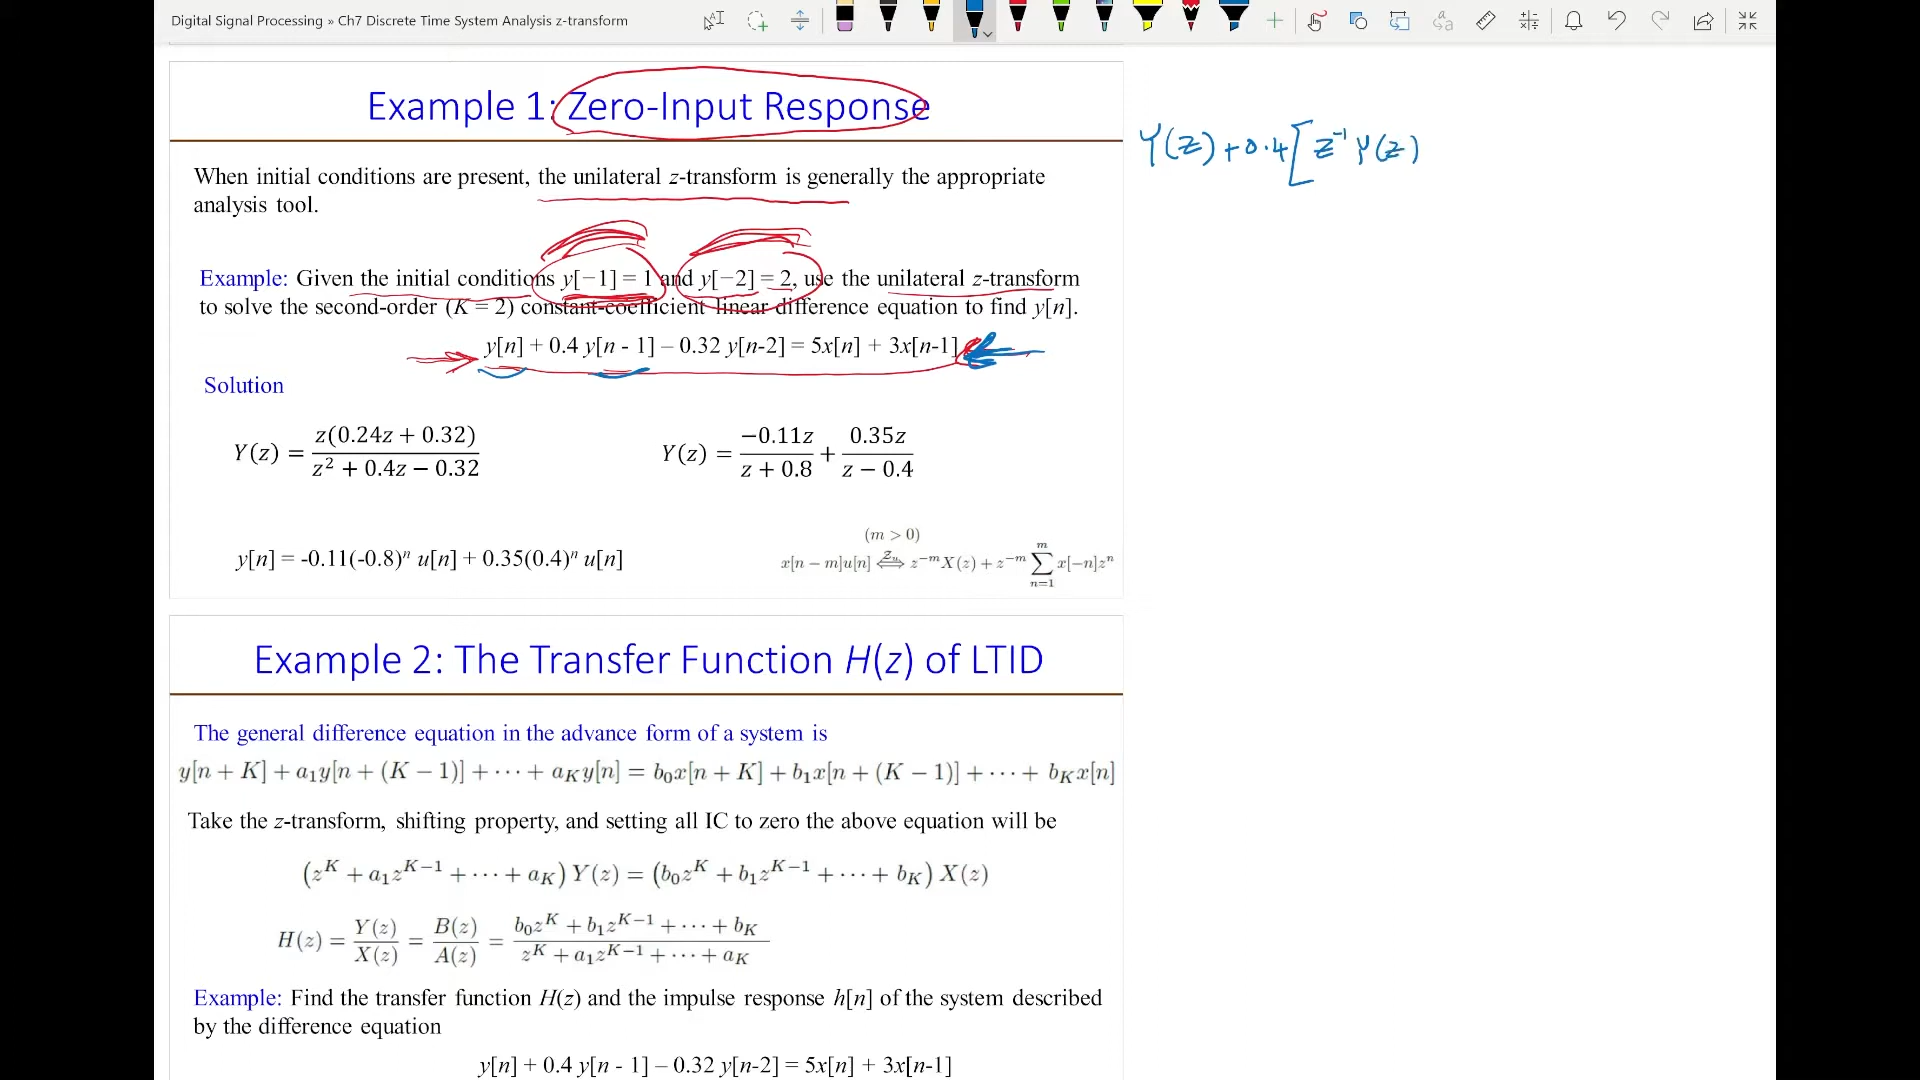 Digital Signal Processing » Ch7 Discrete Time System Analysis z-transform
Example 1: Zero-Input Response
Y(z) + 0.4 [ z⁻¹ Y(z)
When initial conditions are present, the unilateral z-transform is generally the appropriate
analysis tool.
Example: Given the initial conditions y[−1] = 1 and y[−2] = 2, use the unilateral z-transform
to solve the second-order (K = 2) constant-coefficient linear difference equation to find y[n].
y[n] + 0.4 y[n - 1] – 0.32 y[n-2] = 5x[n] + 3x[n-1]
Solution
Y(z) = z(0.24z + 0.32) / (z² + 0.4z − 0.32)
Y(z) = −0.11z / (z + 0.8) + 0.35z / (z − 0.4)
(m > 0)
y[n] = -0.11(-0.8)ⁿ u[n] + 0.35(0.4)ⁿ u[n]
x[n − m]u[n] ⟺ᶻᵘ z⁻ᵐX(z) + z⁻ᵐ ∑ₙ₌₁ᵐ x[−n]zⁿ
Example 2: The Transfer Function H(z) of LTID
The general difference equation in the advance form of a system is
y[n + K] + a₁y[n + (K − 1)] + ··· + a_K y[n] = b₀x[n + K] + b₁x[n + (K − 1)] + ··· + b_K x[n]
Take the z-transform, shifting property, and setting all IC to zero the above equation will be
(z^K + a₁z^(K−1) + ··· + a_K) Y(z) = (b₀z^K + b₁z^(K−1) + ··· + b_K) X(z)
H(z) = Y(z)/X(z) = B(z)/A(z) = (b₀z^K + b₁z^(K−1) + ··· + b_K) / (z^K + a₁z^(K−1) + ··· + a_K)
Example: Find the transfer function H(z) and the impulse response h[n] of the system described
by the difference equation
y[n] + 0.4 y[n - 1] – 0.32 y[n-2] = 5x[n] + 3x[n-1]